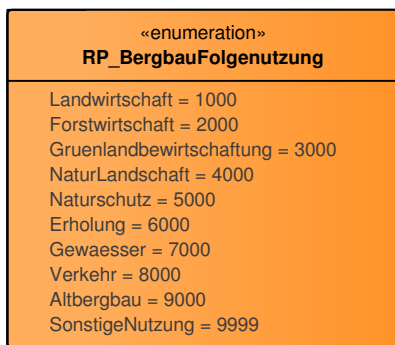 «enumeration»
RP_BergbauFolgenutzung
Landwirtschaft = 1000
Forstwirtschaft = 2000
Gruenlandbewirtschaftung = 3000
NaturLandschaft = 4000
Naturschutz = 5000
Erholung = 6000
Gewaesser = 7000
Verkehr = 8000
Altbergbau = 9000
SonstigeNutzung = 9999